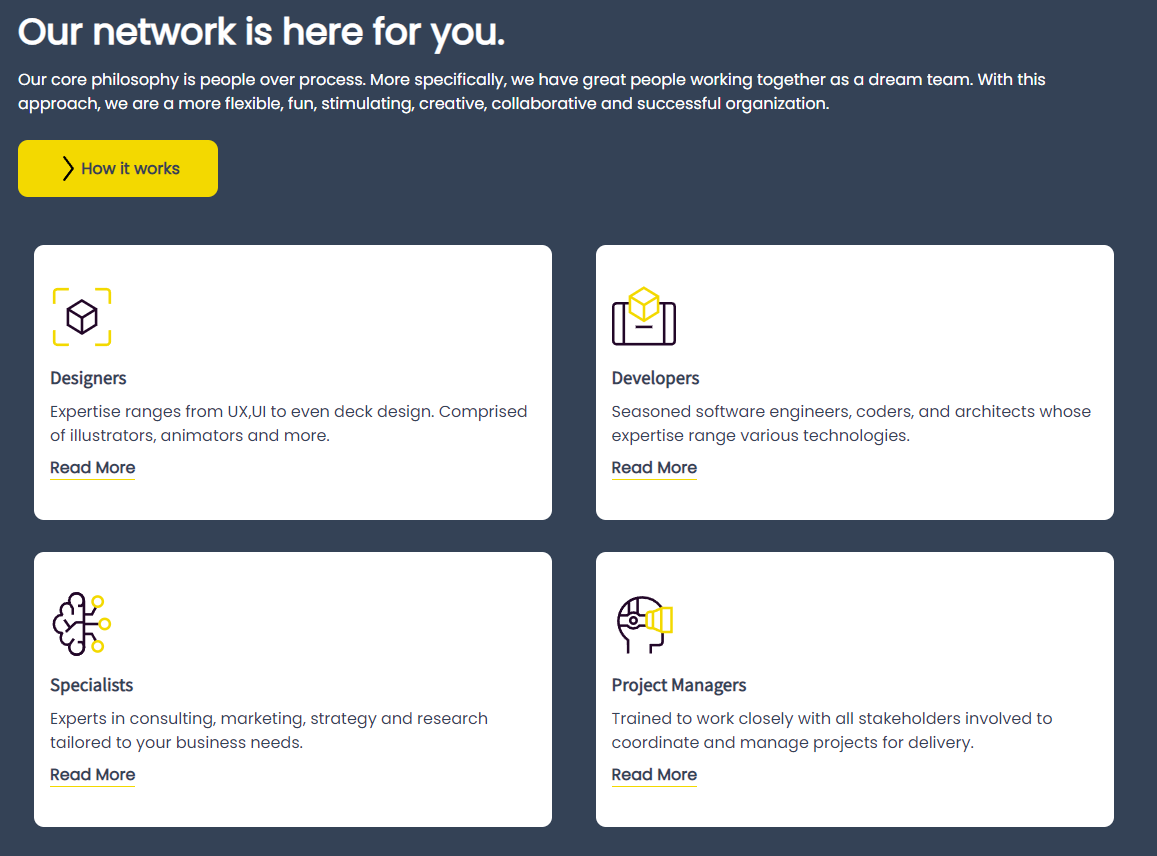 Our network is here for you.
Our core philosophy is people over process. More specifically, we have great people working together as a dream team. With this
approach, we are a more flexible, fun, stimulating, creative, collaborative and successful organization.
How it works
Designers
Expertise ranges from UX,UI to even deck design. Comprised
of illustrators, animators and more.
Read More
Developers
Seasoned software engineers, coders, and architects whose
expertise range various technologies.
Read More
Specialists
Experts in consulting, marketing, strategy and research
tailored to your business needs.
Read More
Project Managers
Trained to work closely with all stakeholders involved to
coordinate and manage projects for delivery.
Read More